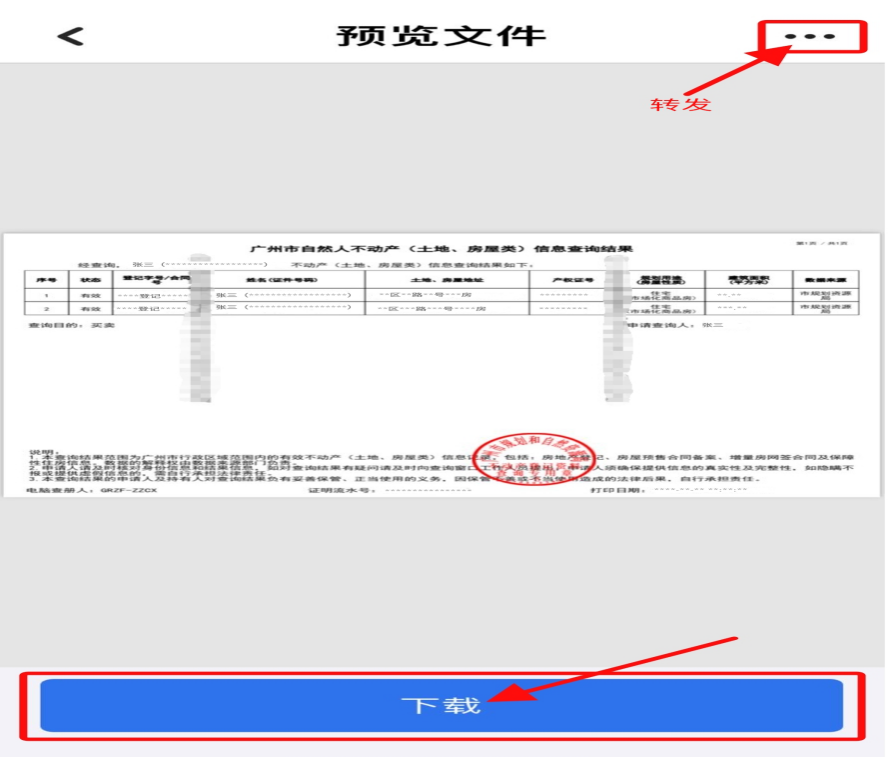 预览文件
转发
广州市自然人不动产（土地、房屋类）信息查询结果
第1页 / 共1页
经查询, 张三 (---------------) 不动产（土地、房屋类）信息查询结果如下:
序号 状态 登记字号/合同号 姓名(证件号码) 土地、房屋地址 产权证号 规划用途(房屋性质) 建筑面积(平方米) 数据来源
1 有效 ----登记----- 张三 (-----------------) --区--路--号---房 --------- 住宅 市场化商品房) --.-- 市规划资源局
2 有效 ----登记----- 张三 (-----------------) --区--路--号----房 --------- 住宅 市场化商品房) ---.-- 市规划资源局
查询目的: 买卖
申请查询人: 张三
说明:
1.本查询结果范围为广州市行政区域范围内的有效不动产（土地、房屋类）信息 包括: 房地产登记、房屋预售合同备案、增量房网签合同及保障
性住房信息, 数据的解释权由数据来源部门负责。
2.申请人请及时核对身份信息和结果信息, 如对查询结果有疑问请及时向查询窗口工作人员提出。申请人须确保提供信息的真实性及完整性, 如隐瞒不
报或提供虚假信息的, 需自行承担法律责任。
3.本查询结果的申请人及持有人对查询结果负有妥善保管、正当使用的义务, 因保管不善或不当使用造成的法律后果, 自行承担责任。
电脑查册人: GRZF-ZZCX
证明流水号: ---------------
打印日期: ----.--.-- --:--:--
下载